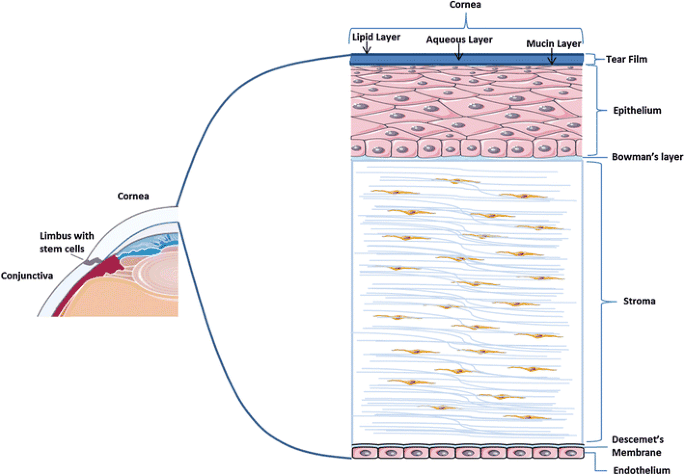 Cornea
Lipid Layer
Aqueous Layer
Mucin Layer
Tear Film
Epithelium
Bowman's layer
Cornea
Limbus with
stem cells
Conjunctiva
Stroma
Descemet's
Membrane
Endothelium